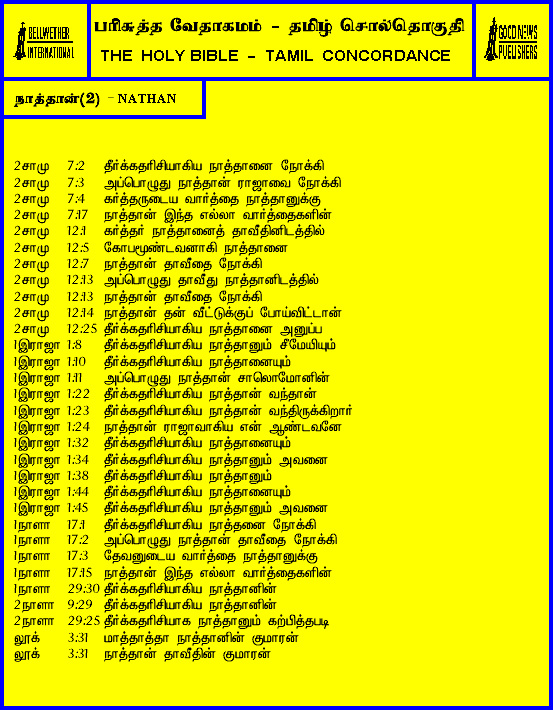 BELLWETHER
INTERNATIONAL
பரிசுத்த வேதாகமம் - தமிழ் சொல்தொகுதி
THE HOLY BIBLE - TAMIL CONCORDANCE
GOOD NEWS
PUBLISHERS
நாத்தான்(2) - NATHAN
2சாமு 7:2 தீர்க்கதரிசியாகிய நாத்தானை நோக்கி
2சாமு 7:3 அப்பொழுது நாத்தான் ராஜாவை நோக்கி
2சாமு 7:4 கர்த்தருடைய வார்த்தை நாத்தானுக்கு
2சாமு 7:17 நாத்தான் இந்த எல்லா வார்த்தைகளின்
2சாமு 12:1 கர்த்தர் நாத்தானைத் தாவீதினிடத்தில்
2சாமு 12:5 கோபமூண்டவனாகி நாத்தானை
2சாமு 12:7 நாத்தான் தாவீதை நோக்கி
2சாமு 12:13 அப்பொழுது தாவீது நாத்தானிடத்தில்
2சாமு 12:13 நாத்தான் தாவீதை நோக்கி
2சாமு 12:14 நாத்தான் தன் வீட்டுக்குப் போய்விட்டான்
2சாமு 12:25 தீர்க்கதரிசியாகிய நாத்தானை அனுப்ப
1இராஜா 1:8 தீர்க்கதரிசியாகிய நாத்தானும் சீமேயியும்
1இராஜா 1:10 தீர்க்கதரிசியாகிய நாத்தானையும்
1இராஜா 1:11 அப்பொழுது நாத்தான் சாலொமோனின்
1இராஜா 1:22 தீர்க்கதரிசியாகிய நாத்தான் வந்தான்
1இராஜா 1:23 தீர்க்கதரிசியாகிய நாத்தான் வந்திருக்கிறார்
1இராஜா 1:24 நாத்தான் ராஜாவாகிய என் ஆண்டவனே
1இராஜா 1:32 தீர்க்கதரிசியாகிய நாத்தானையும்
1இராஜா 1:34 தீர்க்கதரிசியாகிய நாத்தானும் அவனை
1இராஜா 1:38 தீர்க்கதரிசியாகிய நாத்தானும்
1இராஜா 1:44 தீர்க்கதரிசியாகிய நாத்தானையும்
1இராஜா 1:45 தீர்க்கதரிசியாகிய நாத்தானும் அவனை
1நாளா 17:1 தீர்க்கதரிசியாகிய நாத்தனை நோக்கி
1நாளா 17:2 அப்பொழுது நாத்தான் தாவீதை நோக்கி
1நாளா 17:3 தேவனுடைய வார்த்தை நாத்தானுக்கு
1நாளா 17:15 நாத்தான் இந்த எல்லா வார்த்தைகளின்
1நாளா 29:30 தீர்க்கதரிசியாகிய நாத்தானின்
2நாளா 9:29 தீர்க்கதரிசியாகிய நாத்தானின்
2நாளா 29:25 தீர்க்கதரிசியாக நாத்தானும் கற்பித்தபடி
லூக் 3:31 மாத்தாத்தா நாத்தானின் குமாரன்
லூக் 3:31 நாத்தான் தாவீதின் குமாரன்